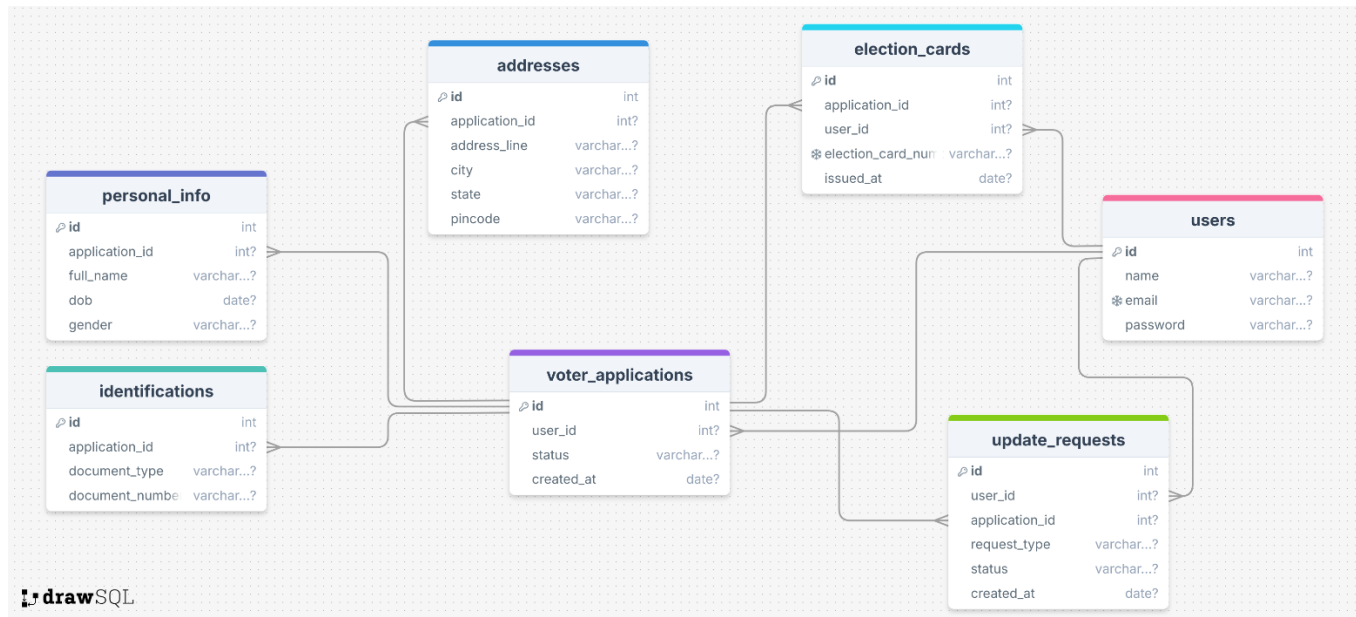 addresses
id int
application_id int?
address_line varchar...?
city varchar...?
state varchar...?
pincode varchar...?
election_cards
id int
application_id int?
user_id int?
election_card_num varchar...?
issued_at date?
personal_info
id int
application_id int?
full_name varchar...?
dob date?
gender varchar...?
users
id int
name varchar...?
email varchar...?
password varchar...?
identifications
id int
application_id int?
document_type varchar...?
document_numbe varchar...?
voter_applications
id int
user_id int?
status varchar...?
created_at date?
update_requests
id int
user_id int?
application_id int?
request_type varchar...?
status varchar...?
created_at date?
drawSQL